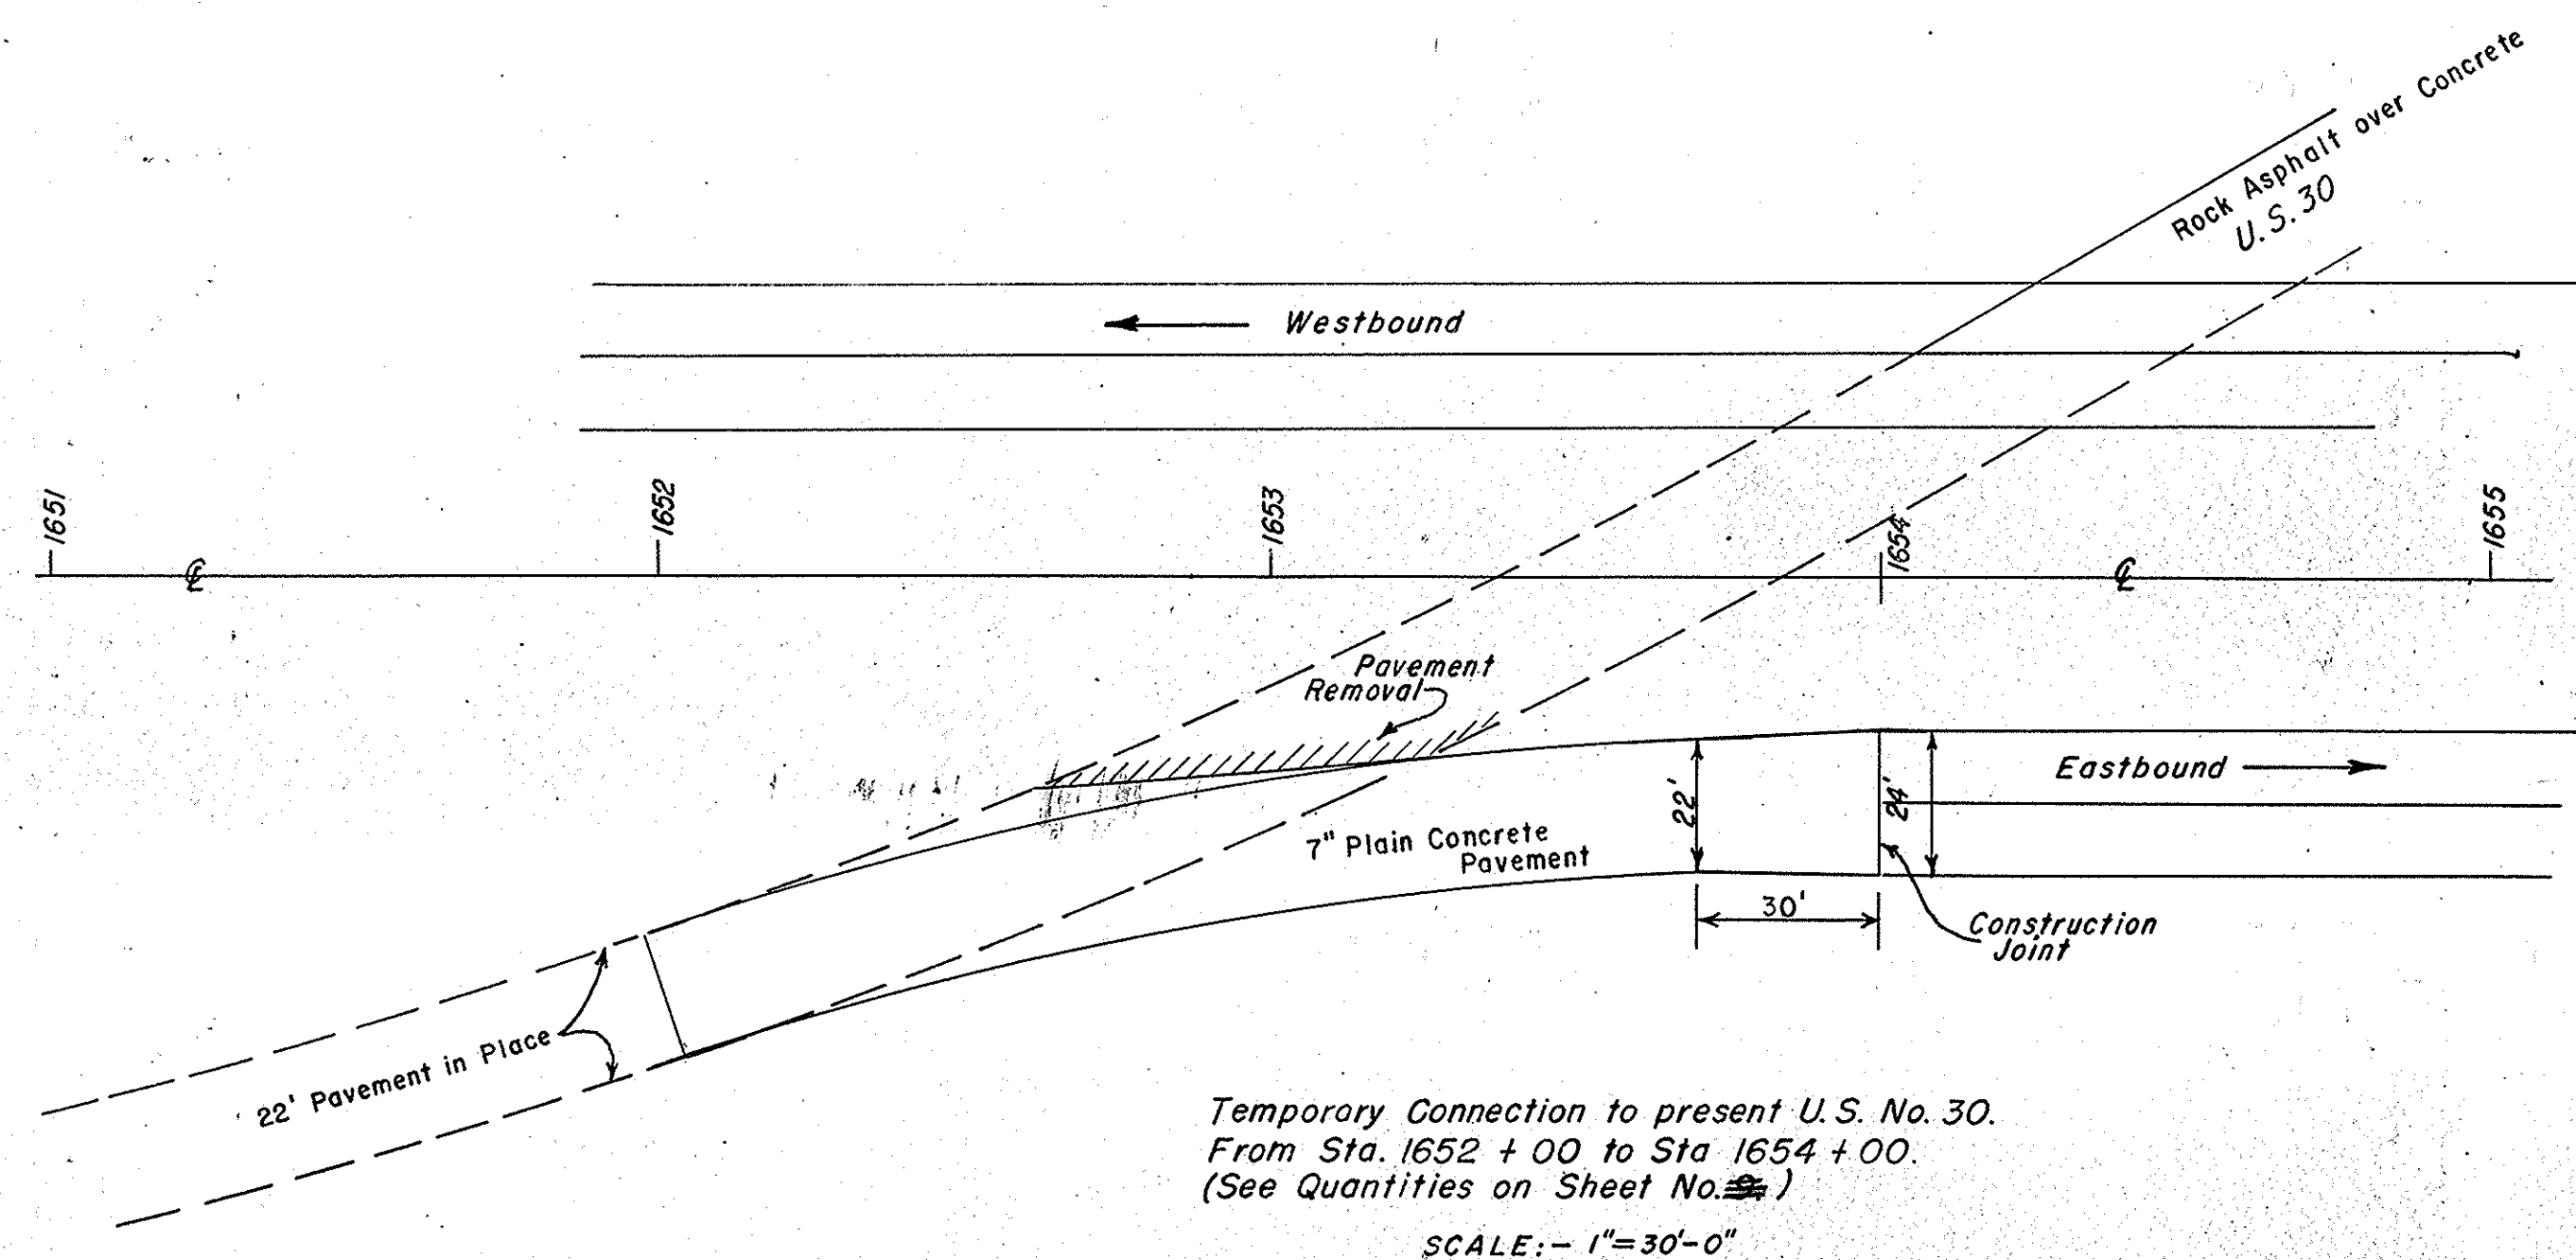 Rock Asphalt over Concrete
U.S. 30
Westbound
1651
1652
1653
1654
1655
℄
℄
Pavement
Removal
Eastbound
22'
24'
7" Plain Concrete
Pavement
30'
Construction
Joint
22' Pavement in Place
Temporary Connection to present U.S. No. 30.
From Sta. 1652 + 00 to Sta 1654 + 00.
(See Quantities on Sheet No. )
SCALE:- 1"=30'-0"